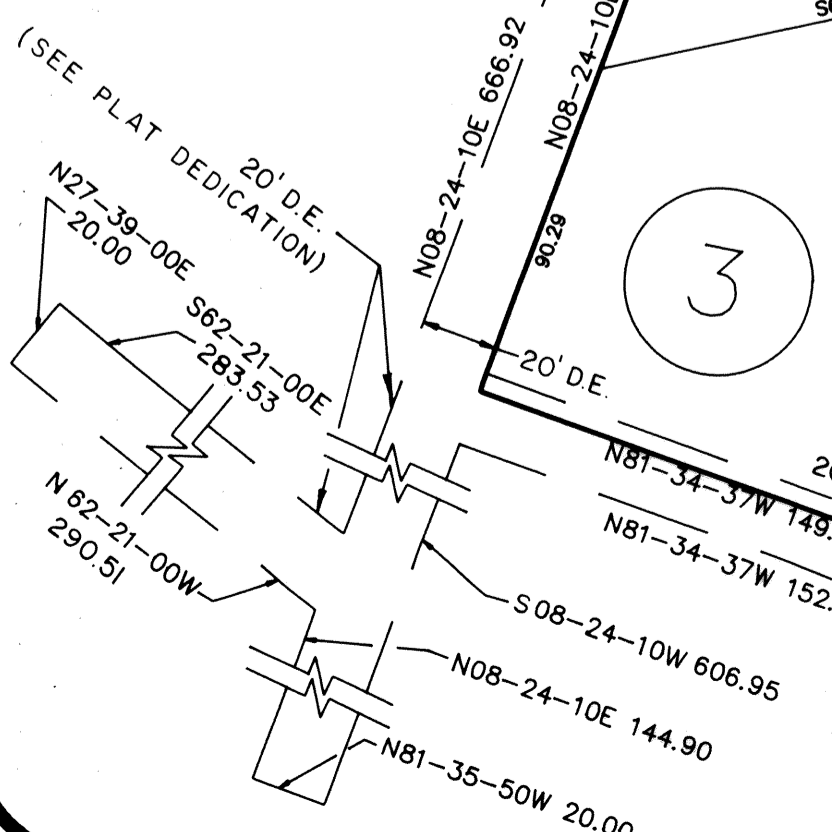 (SEE PLAT DEDICATION)
N27-39-00E
20.00
20' D.E.
S62-21-00E
283.53
N08-24-10E 666.92
N08-24-10
90.29
3
20' D.E.
N81-34-37W 149.
N81-34-37W 152.
N 62-21-00W
290.51
S08-24-10W 606.95
N08-24-10E 144.90
N81-35-50W 20.00